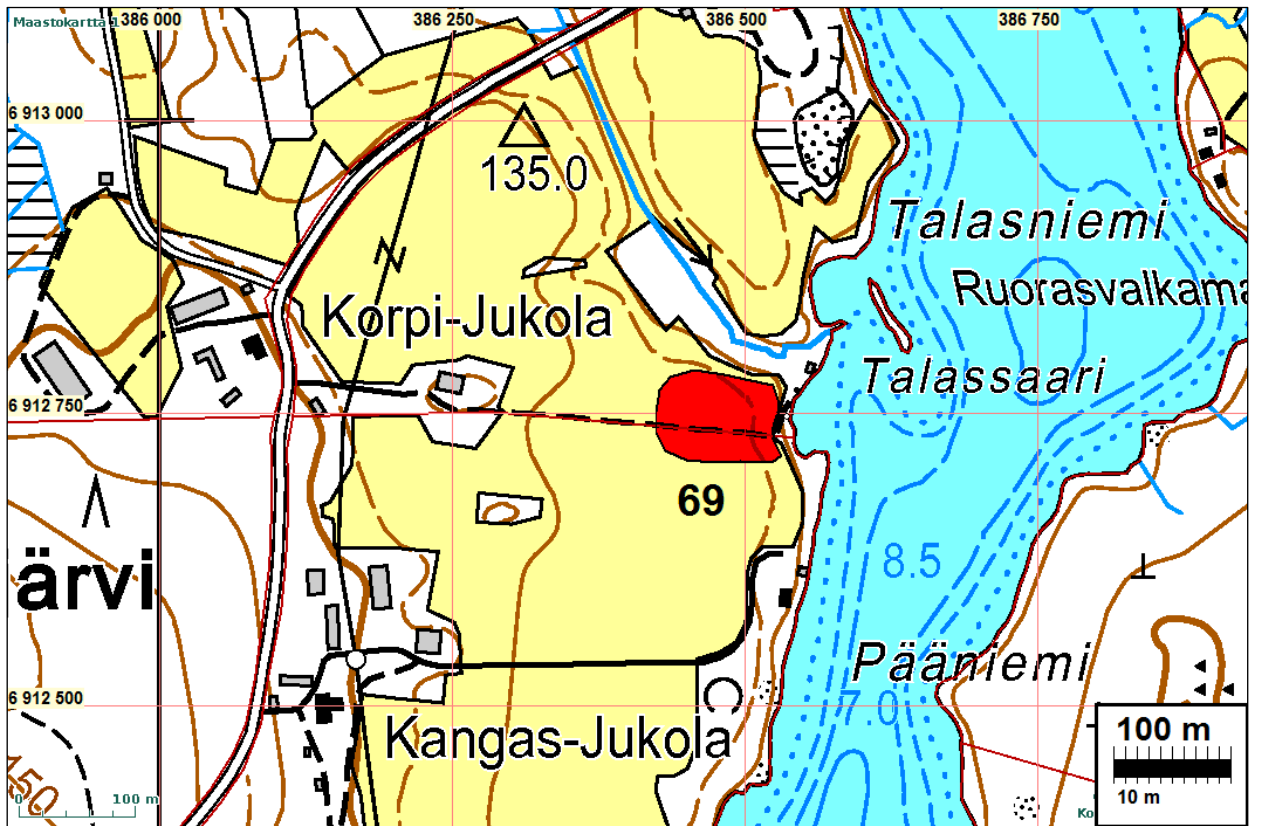 Maastokartta 1
386 000
386 250
386 500
386 750
6 913 000
135.0
Talasniemi
Ruorasvalkama
Korpi-Jukola
Talassaari
6 912 750
69
8.5
ärvi
Pääniemi
6 912 500
7.0
Kangas-Jukola
100 m
150
0
100 m
10 m
Ko